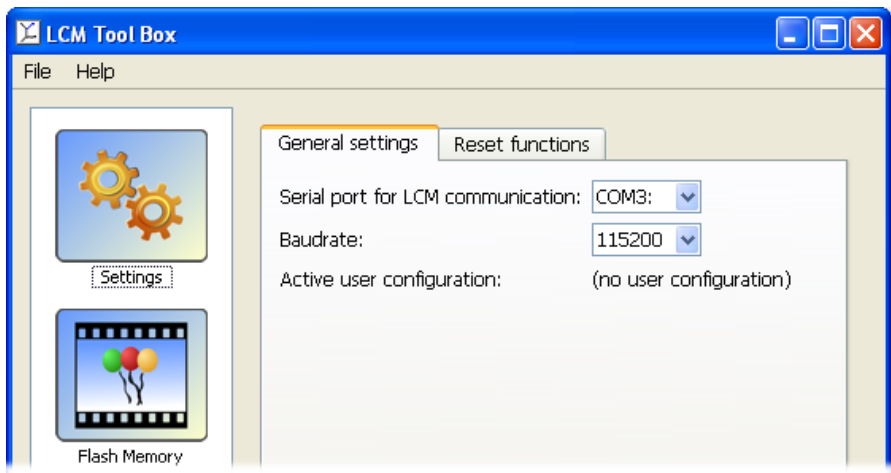 LCM Tool Box
File Help
General settings Reset functions
Serial port for LCM communication: COM3:
Baudrate: 115200
Active user configuration: (no user configuration)
Settings
Flash Memory